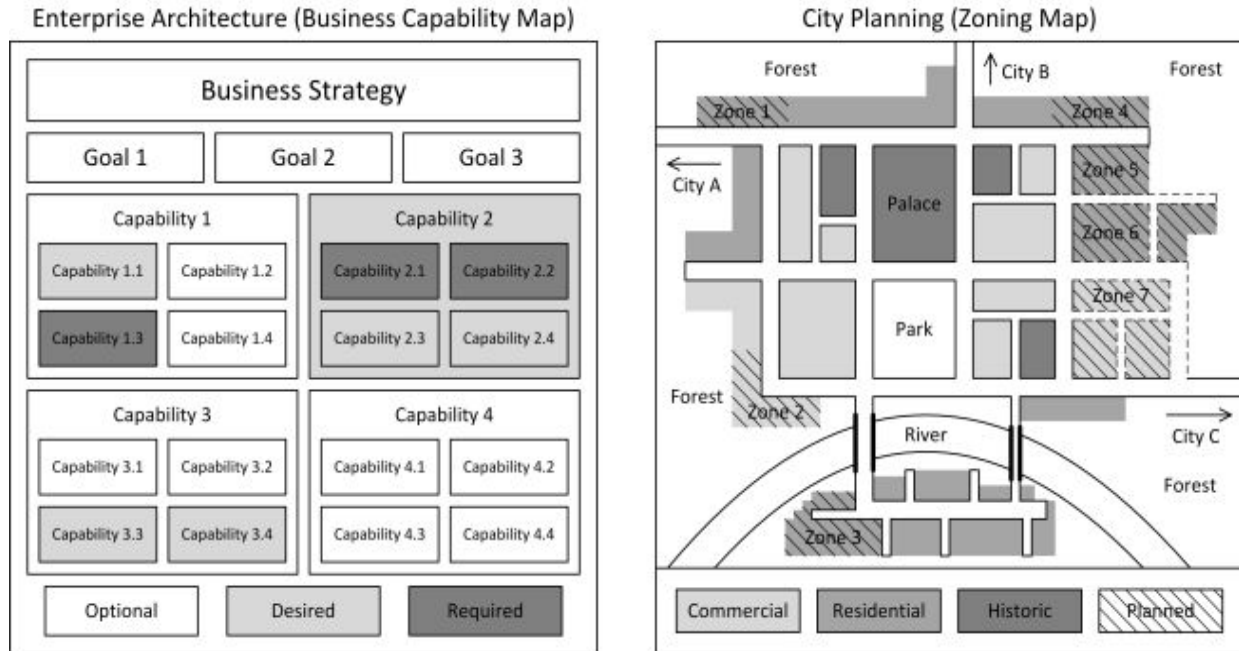 Enterprise Architecture (Business Capability Map)
Business Strategy
Goal 1
Goal 2
Goal 3
Capability 1
Capability 1.1
Capability 1.2
Capability 1.3
Capability 1.4
Capability 2
Capability 2.1
Capability 2.2
Capability 2.3
Capability 2.4
Capability 3
Capability 3.1
Capability 3.2
Capability 3.3
Capability 3.4
Capability 4
Capability 4.1
Capability 4.2
Capability 4.3
Capability 4.4
Optional
Desired
Required
City Planning (Zoning Map)
Forest
City B
Forest
Zone 1
Zone 4
City A
Zone 5
Palace
Zone 6
Zone 7
Park
Forest
Zone 2
River
City C
Forest
Zone 3
Commercial
Residential
Historic
Planned